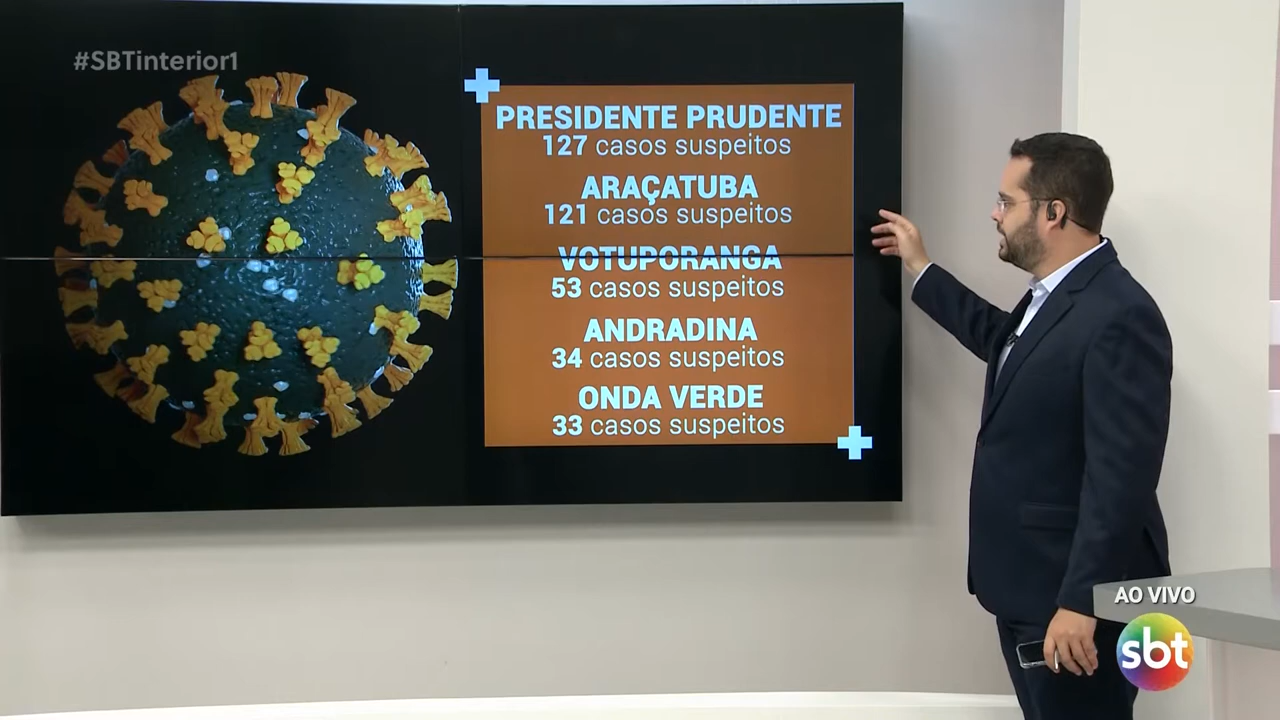 #SBTinterior1
PRESIDENTE PRUDENTE
127 casos suspeitos
ARAÇATUBA
121 casos suspeitos
VOTUPORANGA
53 casos suspeitos
ANDRADINA
34 casos suspeitos
ONDA VERDE
33 casos suspeitos
AO VIVO
sbt